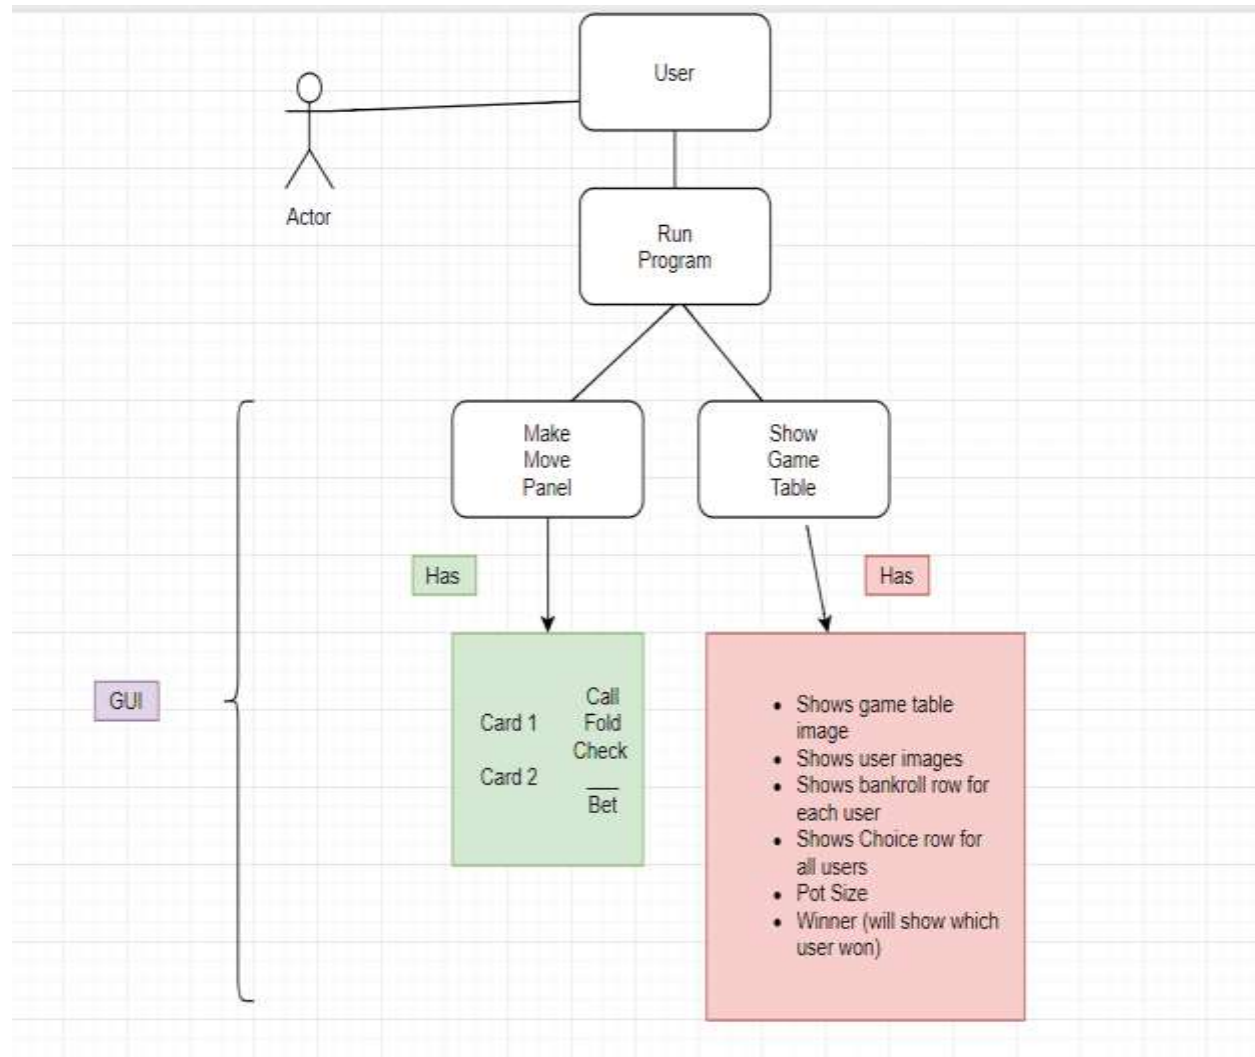 User
Actor
Run
Program
Make
Move
Panel
Show
Game
Table
Has
Has
GUI
Card 1
Card 2
Call
Fold
Check
Bet
• Shows game table
image
• Shows user images
• Shows bankroll row for
each user
• Shows Choice row for
all users
• Pot Size
• Winner (will show which
user won)